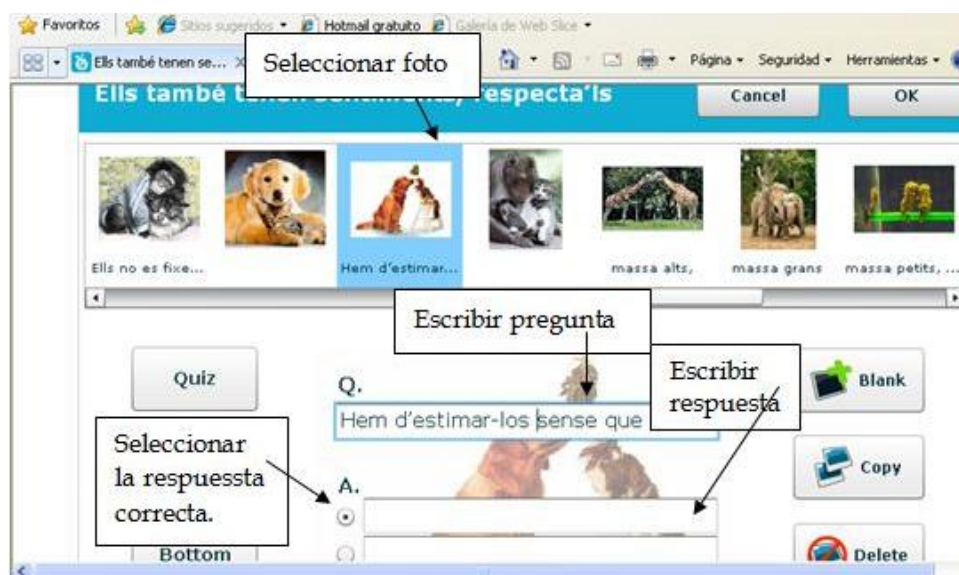 Favoritos
Sitios sugeridos
Hotmail gratuito
Galería de Web Slice
Ells també tenen se...
Página
Seguridad
Herramientas
Seleccionar foto
Ells també tenen sentiments, respecta'ls
Cancel
OK
Ells no es fixe...
Hem d'estimar...
massa alts,
massa grans
massa petits, ...
Escribir pregunta
Quiz
Q.
Escribir
respuesta
Blank
Hem d'estimar-los sense que
Seleccionar
la respuessta
correcta.
Copy
A.
Bottom
Delete